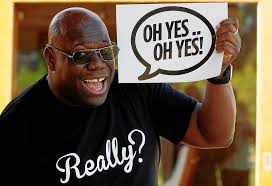 OH YES ..
OH YES!
Really?